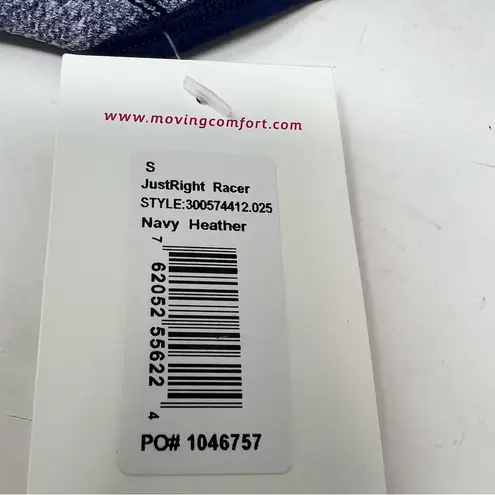 www.movingcomfort.com
S
JustRight Racer
STYLE:300574412.025
Navy Heather
7 62052 55622 4
PO# 1046757